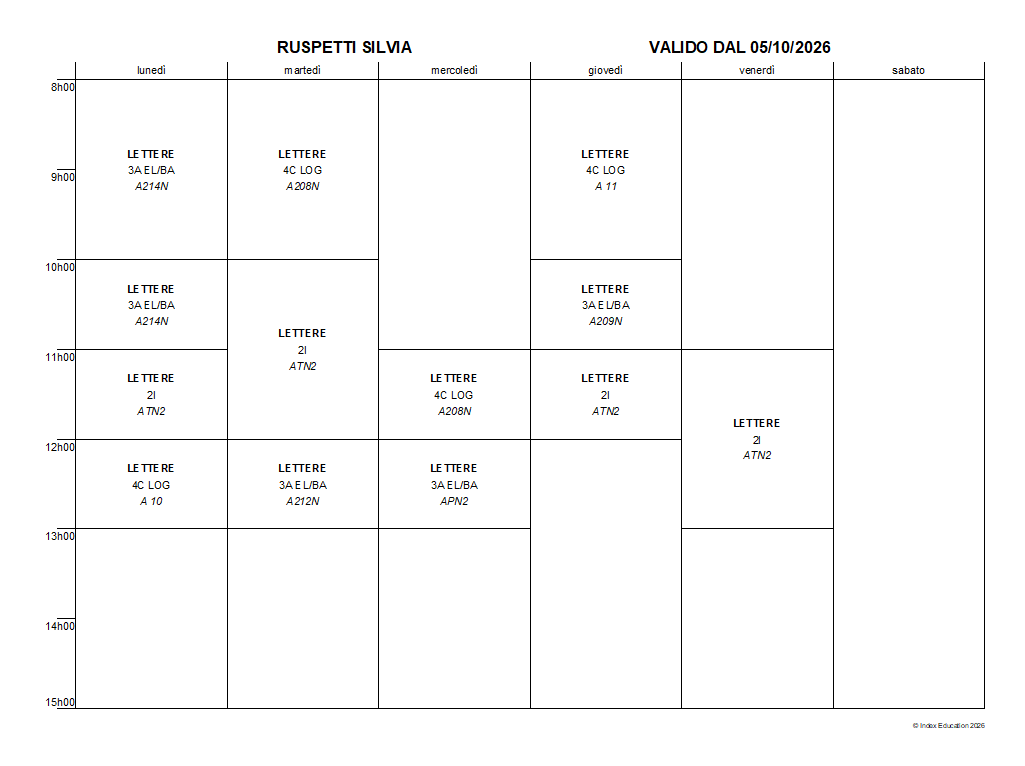 RUSPETTI SILVIA VALIDO DAL 05/10/2026
lunedì martedì mercoledì giovedì venerdì sabato
8h00
LETTERE LETTERE LETTERE
3A EL/BA 4C LOG 4C LOG
9h00
A214N A208N A 11
10h00
LETTERE LETTERE
3A EL/BA 3A EL/BA
A214N A209N
LETTERE
2I
ATN2
11h00
LETTERE LETTERE LETTERE
2I 4C LOG 2I
ATN2 A208N ATN2
LETTERE
2I
ATN2
12h00
LETTERE LETTERE LETTERE
4C LOG 3A EL/BA 3A EL/BA
A 10 A212N APN2
13h00
14h00
15h00
© Index Education 2026